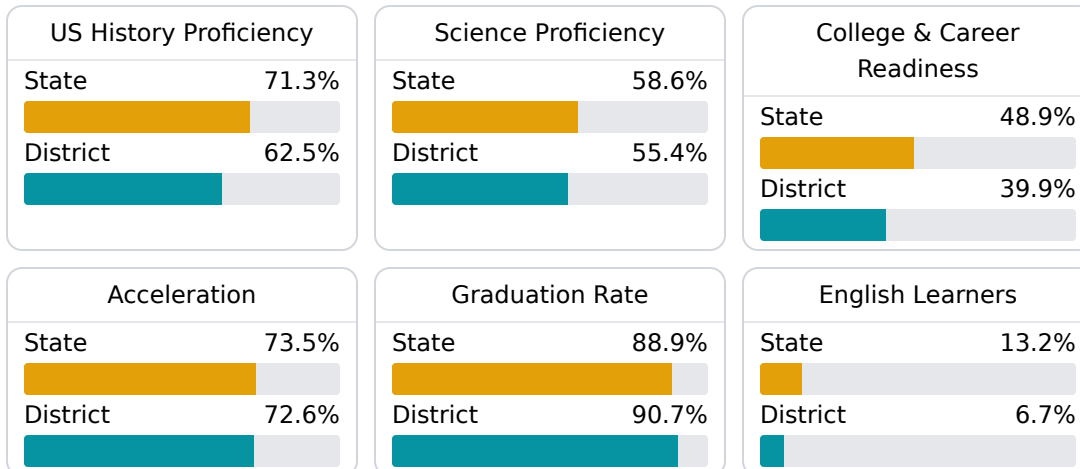 US History Proficiency
State 71.3%
District 62.5%
Science Proficiency
State 58.6%
District 55.4%
College & Career
Readiness
State 48.9%
District 39.9%
Acceleration
State 73.5%
District 72.6%
Graduation Rate
State 88.9%
District 90.7%
English Learners
State 13.2%
District 6.7%